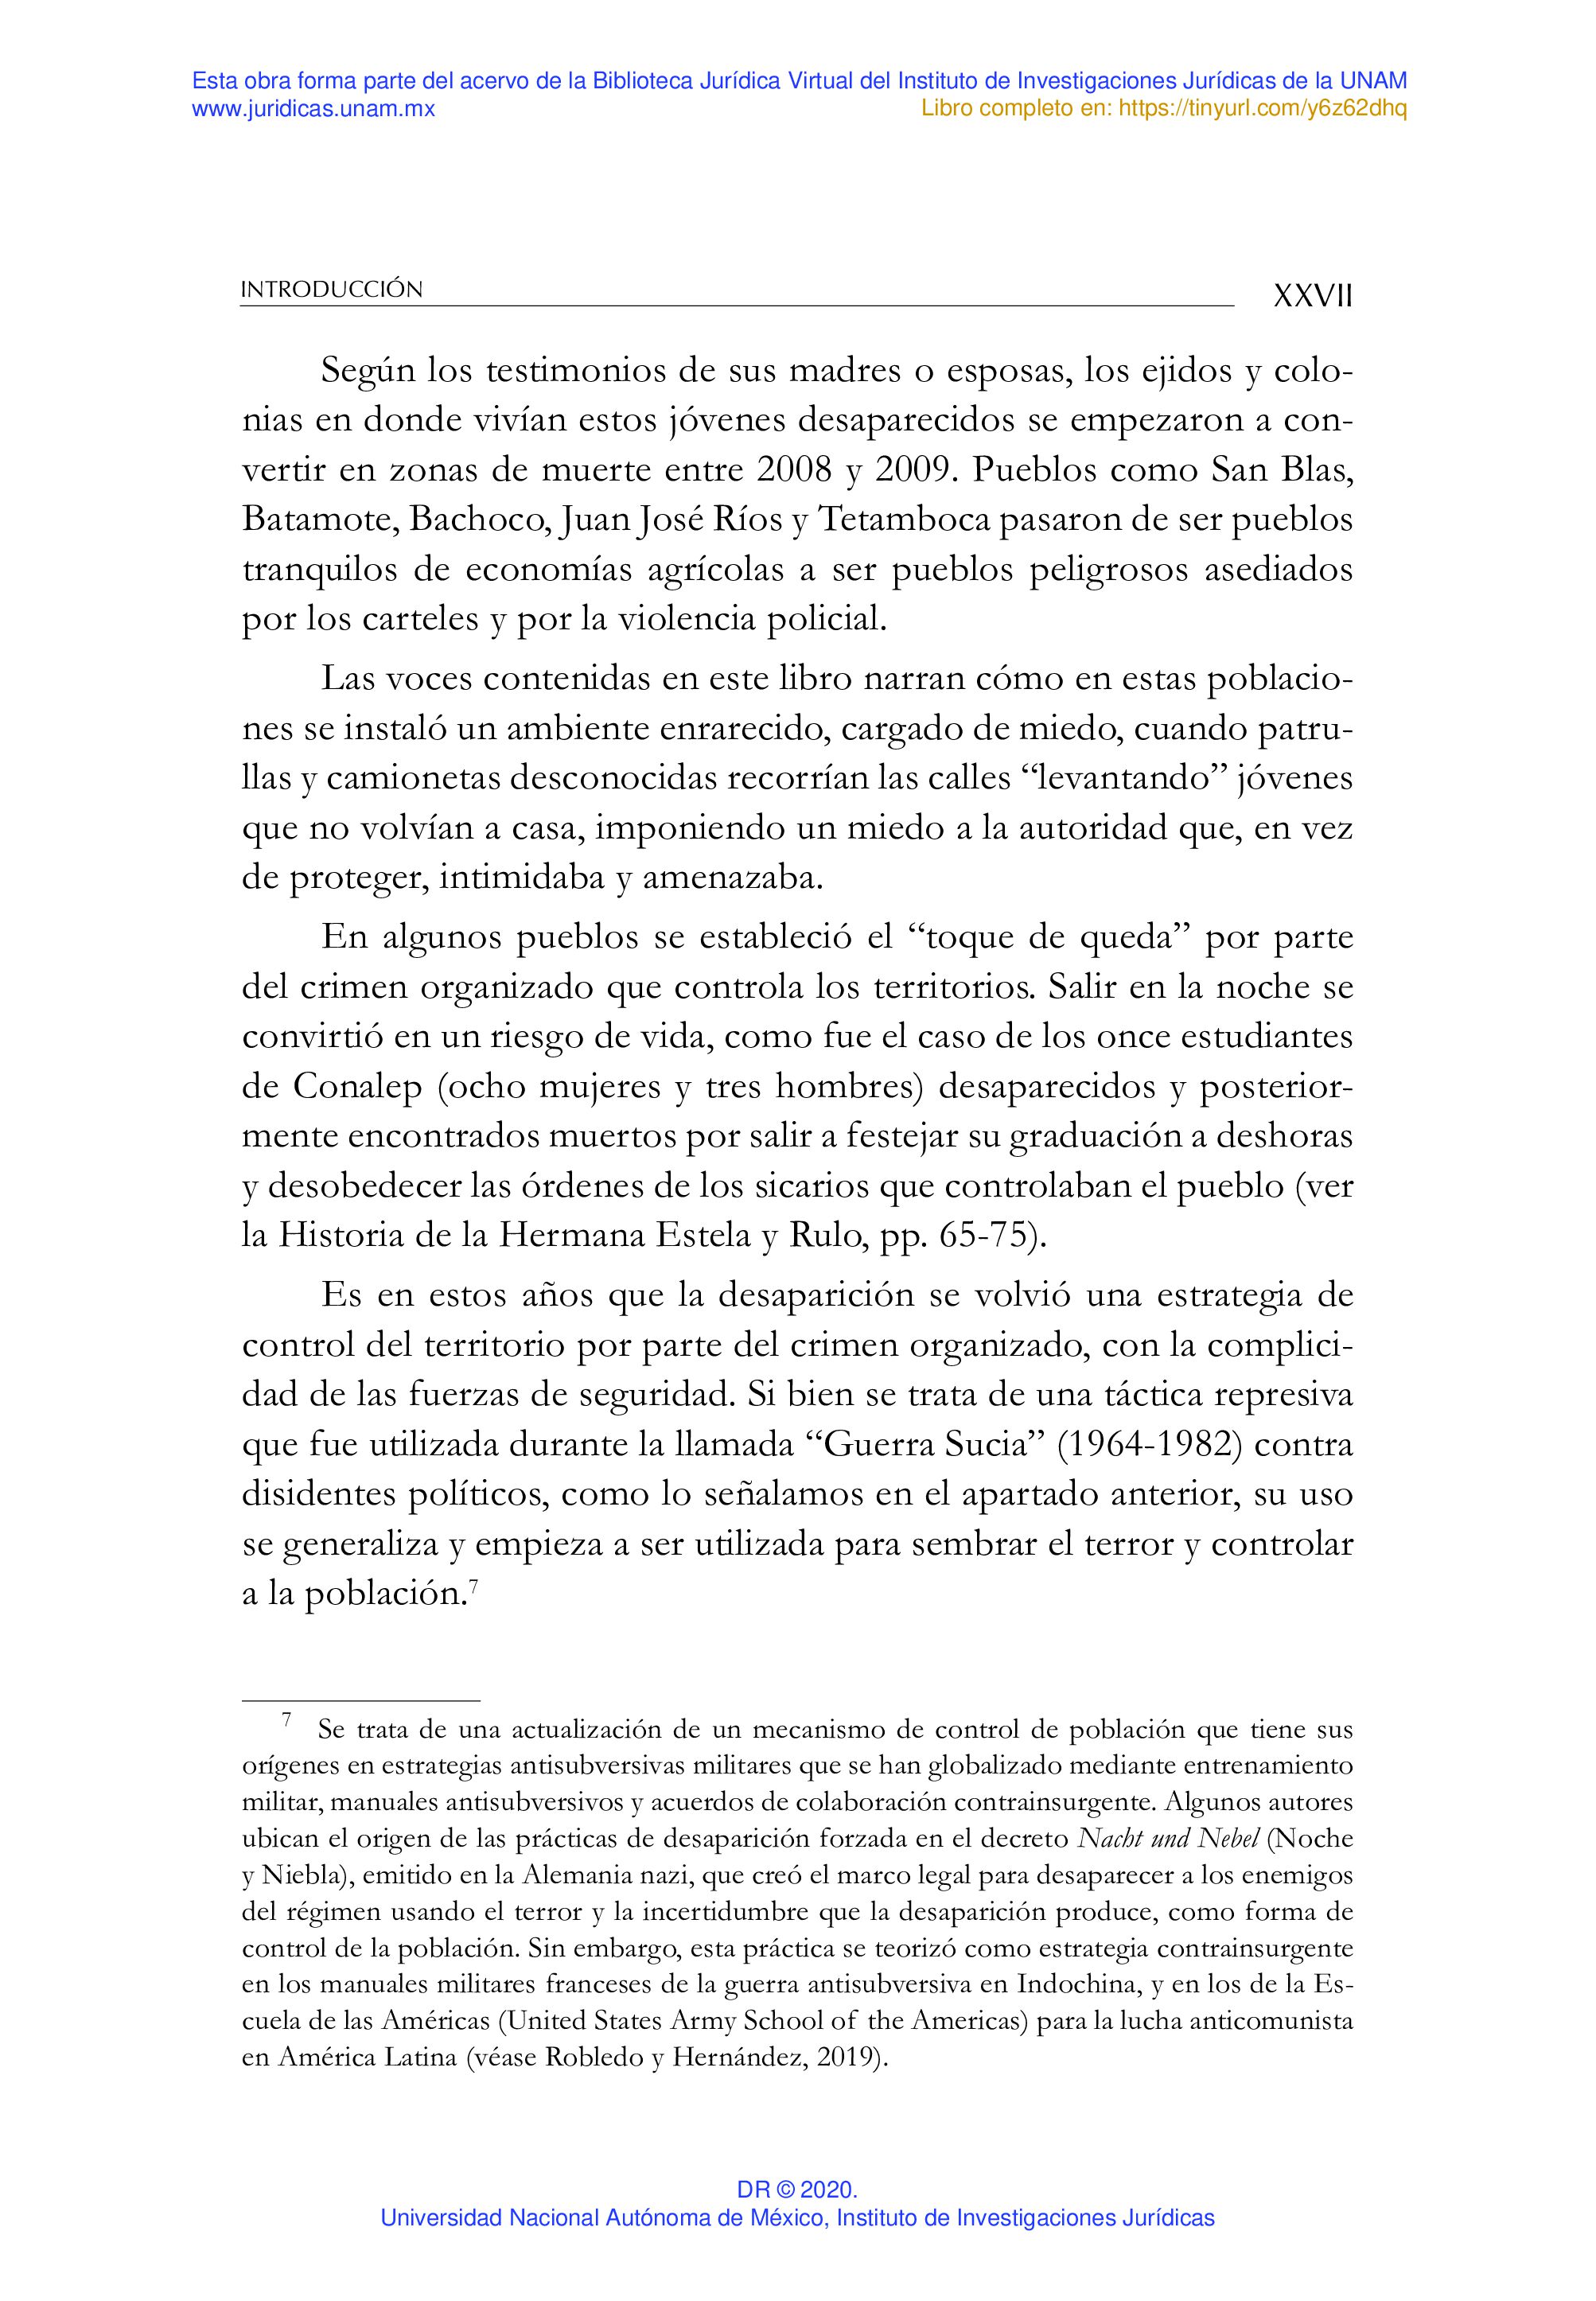 Esta obra forma parte del acervo de la Biblioteca Jurídica Virtual del Instituto de Investigaciones Jurídicas de la UNAM
www.juridicas.unam.mx
Libro completo en: https://tinyurl.com/y6z62dhq
INTRODUCCIÓN
XXVII
Según los testimonios de sus madres o esposas, los ejidos y colo-
nias en donde vivían estos jóvenes desaparecidos se empezaron a con-
vertir en zonas de muerte entre 2008 y 2009. Pueblos como San Blas,
Batamote, Bachoco, Juan José Ríos y Tetamboca pasaron de ser pueblos
tranquilos de economías agrícolas a ser pueblos peligrosos asediados
por los carteles y por la violencia policial.
Las voces contenidas en este libro narran cómo en estas poblacio-
nes se instaló un ambiente enrarecido, cargado de miedo, cuando patru-
llas y camionetas desconocidas recorrían las calles “levantando” jóvenes
que no volvían a casa, imponiendo un miedo a la autoridad que, en vez
de proteger, intimidaba y amenazaba.
En algunos pueblos se estableció el “toque de queda” por parte
del crimen organizado que controla los territorios. Salir en la noche se
convirtió en un riesgo de vida, como fue el caso de los once estudiantes
de Conalep (ocho mujeres y tres hombres) desaparecidos y posterior-
mente encontrados muertos por salir a festejar su graduación a deshoras
y desobedecer las órdenes de los sicarios que controlaban el pueblo (ver
la Historia de la Hermana Estela y Rulo, pp. 65-75).
Es en estos años que la desaparición se volvió una estrategia de
control del territorio por parte del crimen organizado, con la complici-
dad de las fuerzas de seguridad. Si bien se trata de una táctica represiva
que fue utilizada durante la llamada “Guerra Sucia” (1964-1982) contra
disidentes políticos, como lo señalamos en el apartado anterior, su uso
se generaliza y empieza a ser utilizada para sembrar el terror y controlar
a la población.7
7 Se trata de una actualización de un mecanismo de control de población que tiene sus
orígenes en estrategias antisubversivas militares que se han globalizado mediante entrenamiento
militar, manuales antisubversivos y acuerdos de colaboración contrainsurgente. Algunos autores
ubican el origen de las prácticas de desaparición forzada en el decreto Nacht und Nebel (Noche
y Niebla), emitido en la Alemania nazi, que creó el marco legal para desaparecer a los enemigos
del régimen usando el terror y la incertidumbre que la desaparición produce, como forma de
control de la población. Sin embargo, esta práctica se teorizó como estrategia contrainsurgente
en los manuales militares franceses de la guerra antisubversiva en Indochina, y en los de la Es-
cuela de las Américas (United States Army School of the Americas) para la lucha anticomunista
en América Latina (véase Robledo y Hernández, 2019).
DR © 2020.
Universidad Nacional Autónoma de México, Instituto de Investigaciones Jurídicas